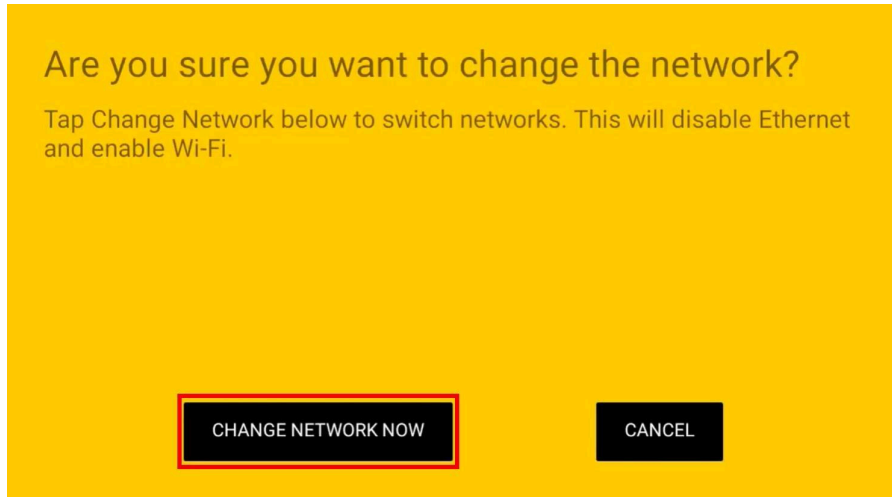 Are you sure you want to change the network?
Tap Change Network below to switch networks. This will disable Ethernet
and enable Wi-Fi.
CHANGE NETWORK NOW
CANCEL